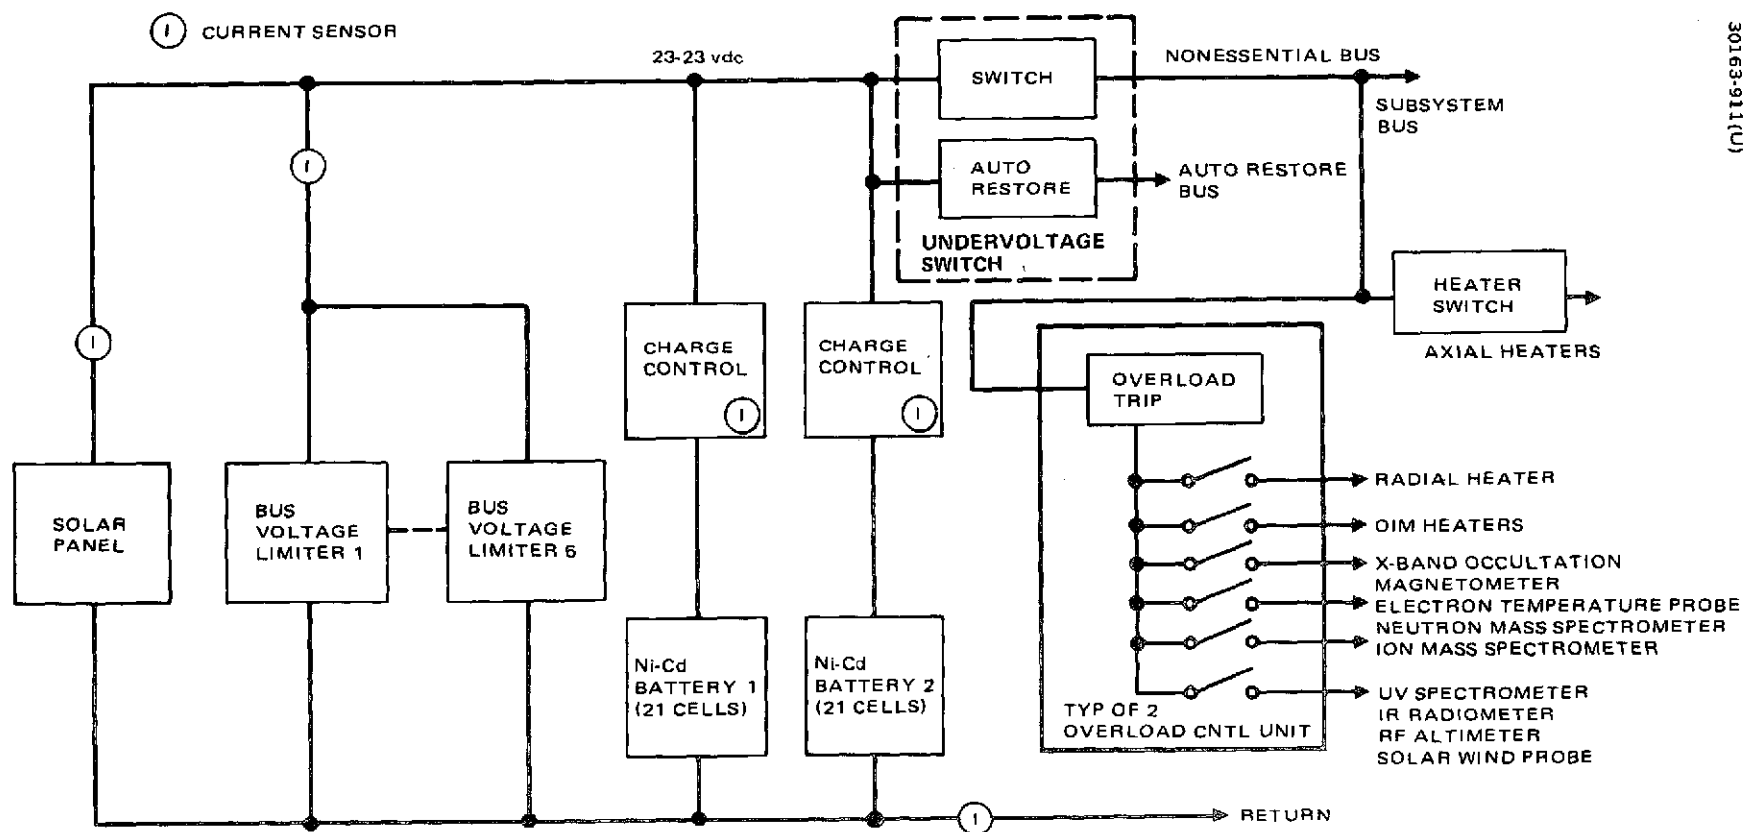 I CURRENT SENSOR
30163-911(U)
23-23 vdc
SWITCH
NONESSENTIAL BUS
SUBSYSTEM
BUS
I
AUTO
RESTORE
AUTO RESTORE
BUS
UNDERVOLTAGE
SWITCH
HEATER
SWITCH
AXIAL HEATERS
I
CHARGE
CONTROL
I
CHARGE
CONTROL
I
OVERLOAD
TRIP
SOLAR
PANEL
BUS
VOLTAGE
LIMITER 1
BUS
VOLTAGE
LIMITER 6
RADIAL HEATER
OIM HEATERS
X-BAND OCCULTATION
MAGNETOMETER
ELECTRON TEMPERATURE PROBE
NEUTRON MASS SPECTROMETER
ION MASS SPECTROMETER
UV SPECTROMETER
IR RADIOMETER
RF ALTIMETER
SOLAR WIND PROBE
Ni-Cd
BATTERY 1
(21 CELLS)
Ni-Cd
BATTERY 2
(21 CELLS)
TYP OF 2
OVERLOAD CNTL UNIT
I
RETURN